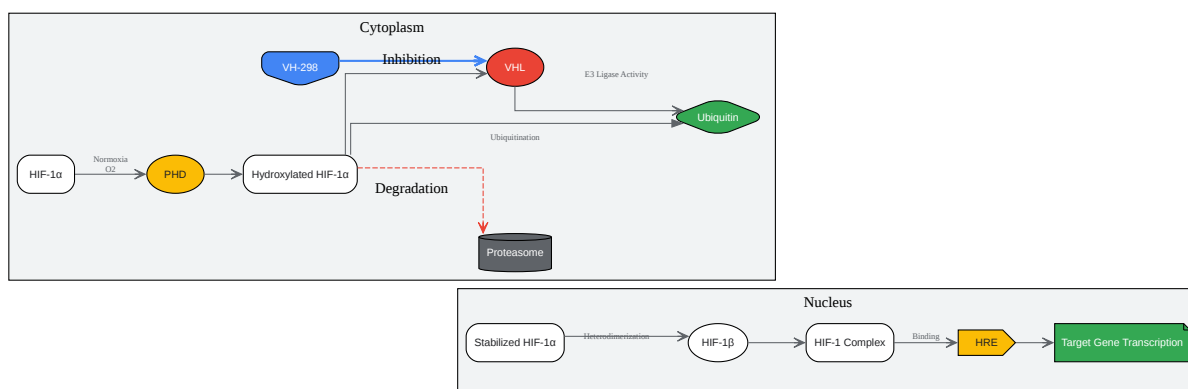 Cytoplasm
VH-298
Inhibition
VHL
E3 Ligase Activity
Ubiquitin
Ubiquitination
HIF-1α
Normoxia
O2
PHD
Hydroxylated HIF-1α
Degradation
Proteasome
Nucleus
Stabilized HIF-1α
Heterodimerization
HIF-1β
HIF-1 Complex
Binding
HRE
Target Gene Transcription